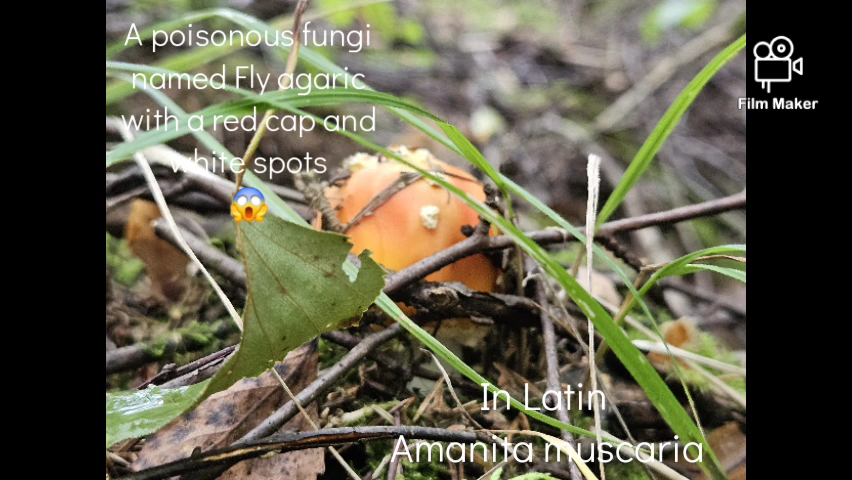 A poisonous fungi
named Fly agaric
with a red cap and
white spots
😱
Film Maker
In Latin
Amanita muscaria